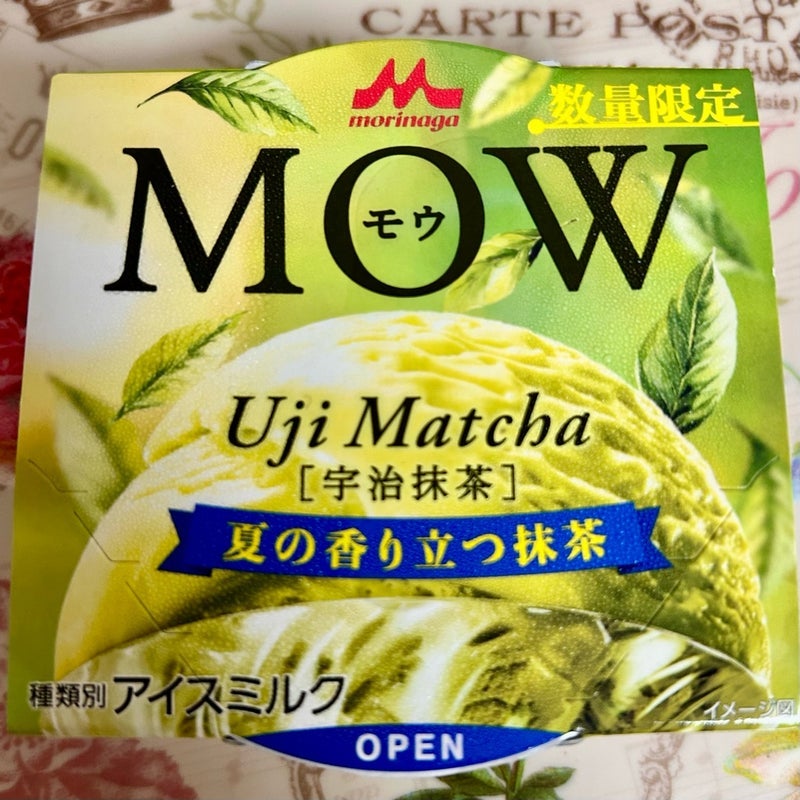 CARTE POSTA
morinaga
数量限定
MOW
モウ
Uji Matcha
[宇治抹茶]
夏の香り立つ抹茶
種類別 アイスミルク
イメージ図
OPEN